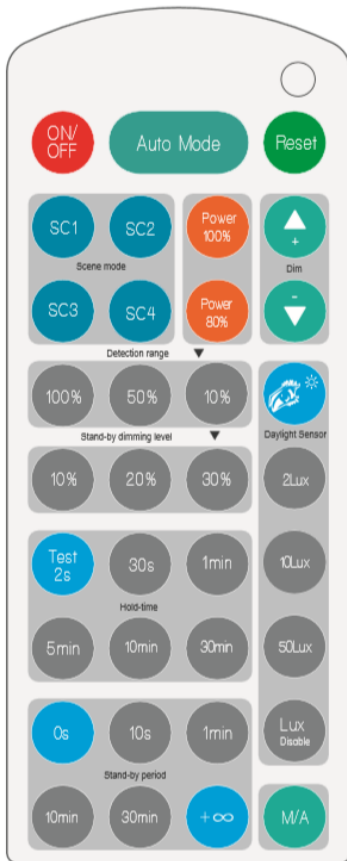 ON/
OFF
Auto Mode
Reset
SC1
SC2
Power
100%
+
Scene mode
Dim
SC3
SC4
Power
80%
-
Detection range
100%
50%
10%
Stand-by dimming level
Daylight Sensor
10%
20%
30%
2Lux
Test
2s
30s
1min
10Lux
Hold-time
5min
10min
30min
50Lux
0s
10s
1min
Lux
Disable
Stand-by period
10min
30min
+∞
M/A